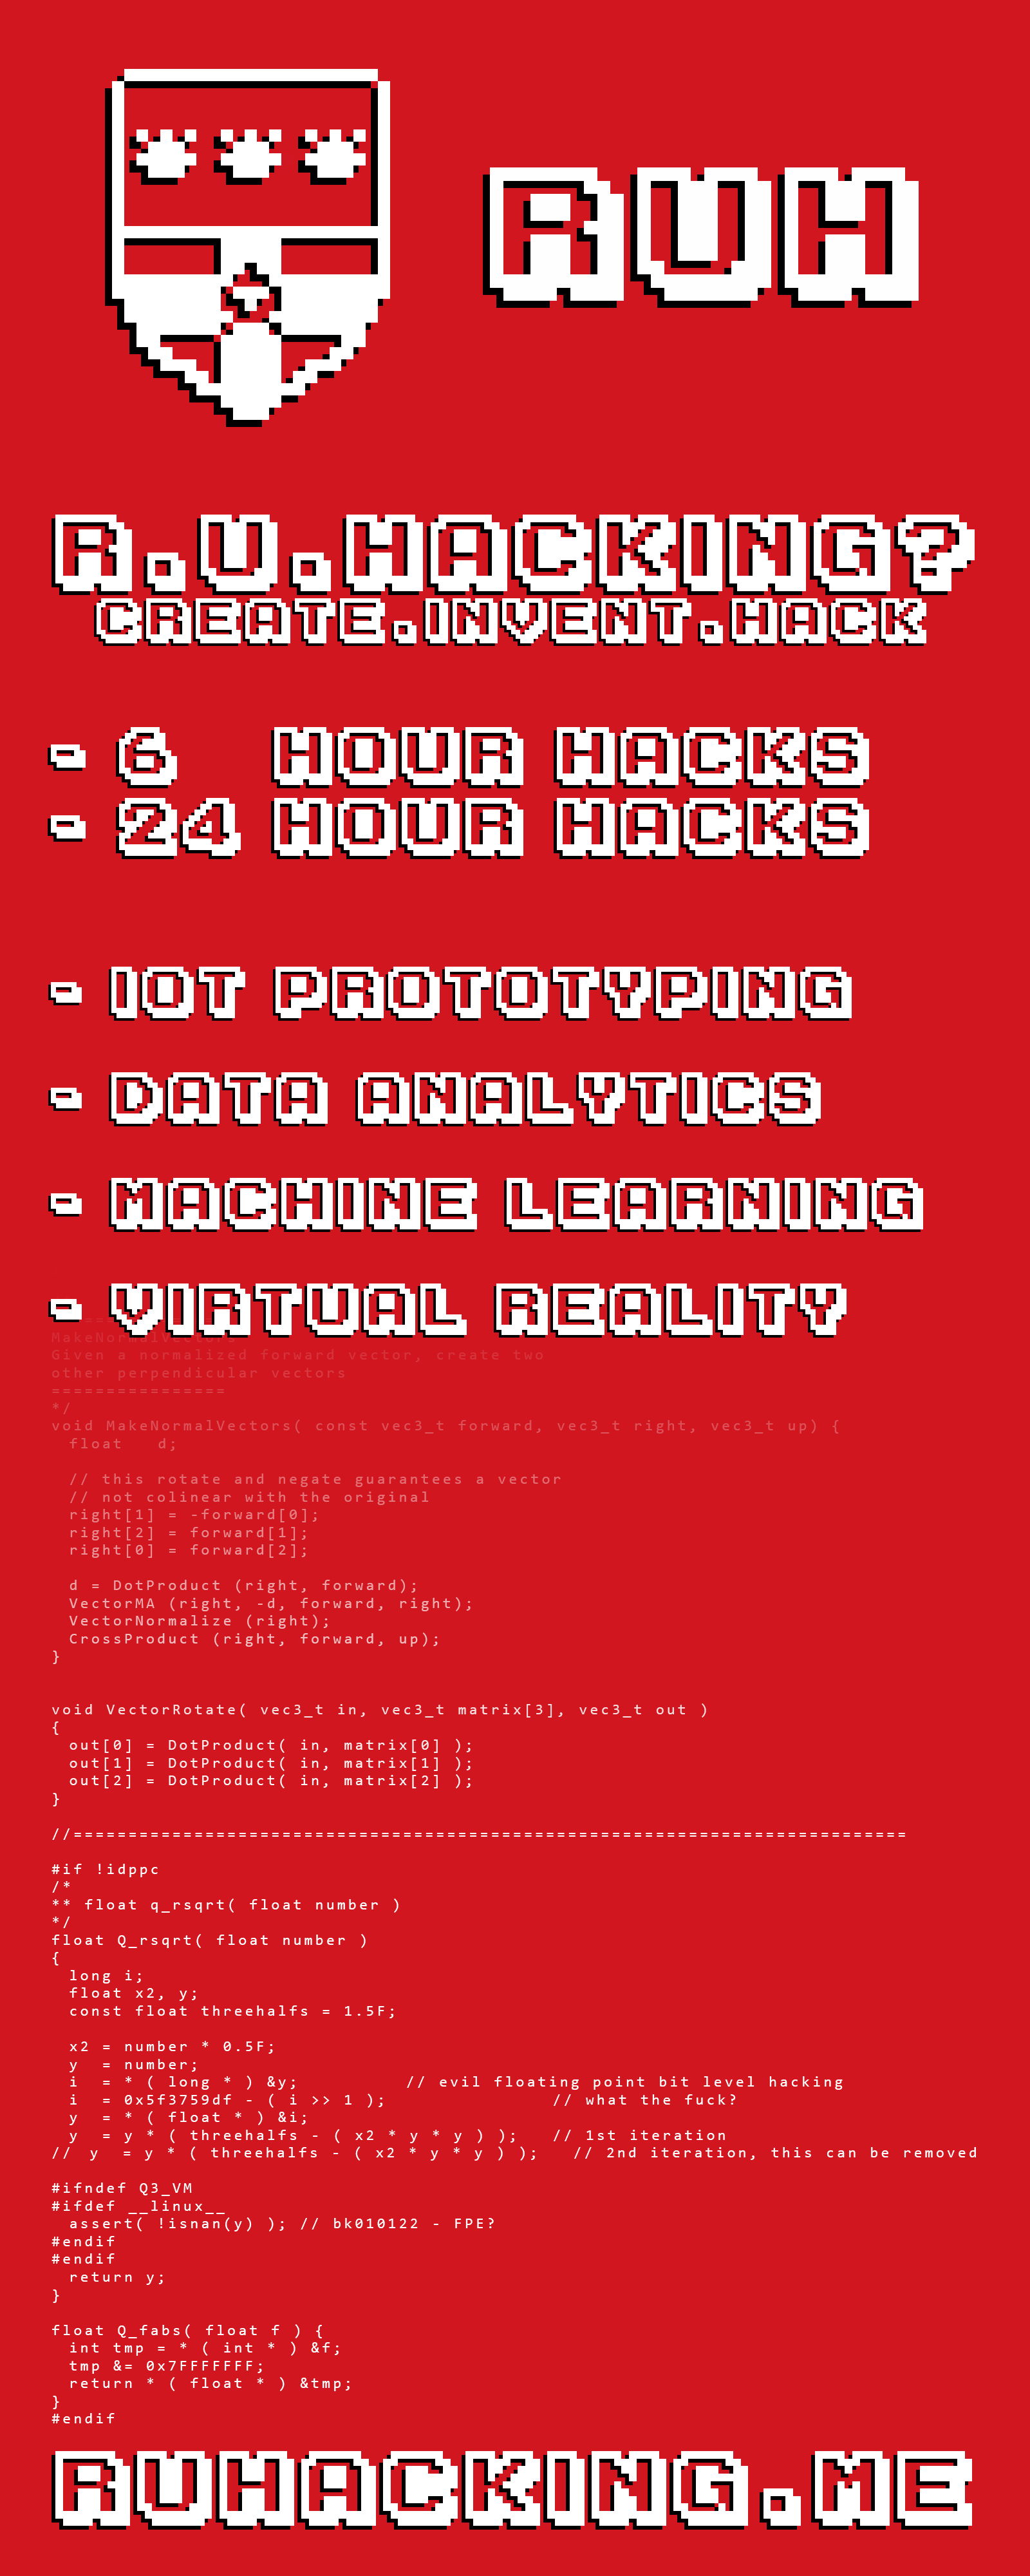 RUH
R.U.HACKING?
CREATE.INVENT.HACK
- 6 HOUR HACKS
- 24 HOUR HACKS
- IOT PROTOTYPING
- DATA ANALYTICS
- MACHINE LEARNING
- VIRTUAL REALITY
MakeNormalVectors
Given a normalized forward vector, create two
other perpendicular vectors
================
*/
void MakeNormalVectors( const vec3_t forward, vec3_t right, vec3_t up) {
  float   d;
  // this rotate and negate guarantees a vector
  // not colinear with the original
  right[1] = -forward[0];
  right[2] = forward[1];
  right[0] = forward[2];
  d = DotProduct (right, forward);
  VectorMA (right, -d, forward, right);
  VectorNormalize (right);
  CrossProduct (right, forward, up);
}
void VectorRotate( vec3_t in, vec3_t matrix[3], vec3_t out )
{
  out[0] = DotProduct( in, matrix[0] );
  out[1] = DotProduct( in, matrix[1] );
  out[2] = DotProduct( in, matrix[2] );
}
//============================================================================
#if !idppc
/*
** float q_rsqrt( float number )
*/
float Q_rsqrt( float number )
{
  long i;
  float x2, y;
  const float threehalfs = 1.5F;
  x2 = number * 0.5F;
  y  = number;
  i  = * ( long * ) &y;          // evil floating point bit level hacking
  i  = 0x5f3759df - ( i >> 1 );               // what the fuck?
  y  = * ( float * ) &i;
  y  = y * ( threehalfs - ( x2 * y * y ) );   // 1st iteration
//  y  = y * ( threehalfs - ( x2 * y * y ) );   // 2nd iteration, this can be removed
#ifndef Q3_VM
#ifdef __linux__
  assert( !isnan(y) ); // bk010122 - FPE?
#endif
#endif
  return y;
}
float Q_fabs( float f ) {
  int tmp = * ( int * ) &f;
  tmp &= 0x7FFFFFFF;
  return * ( float * ) &tmp;
}
#endif
RUHACKING.ME